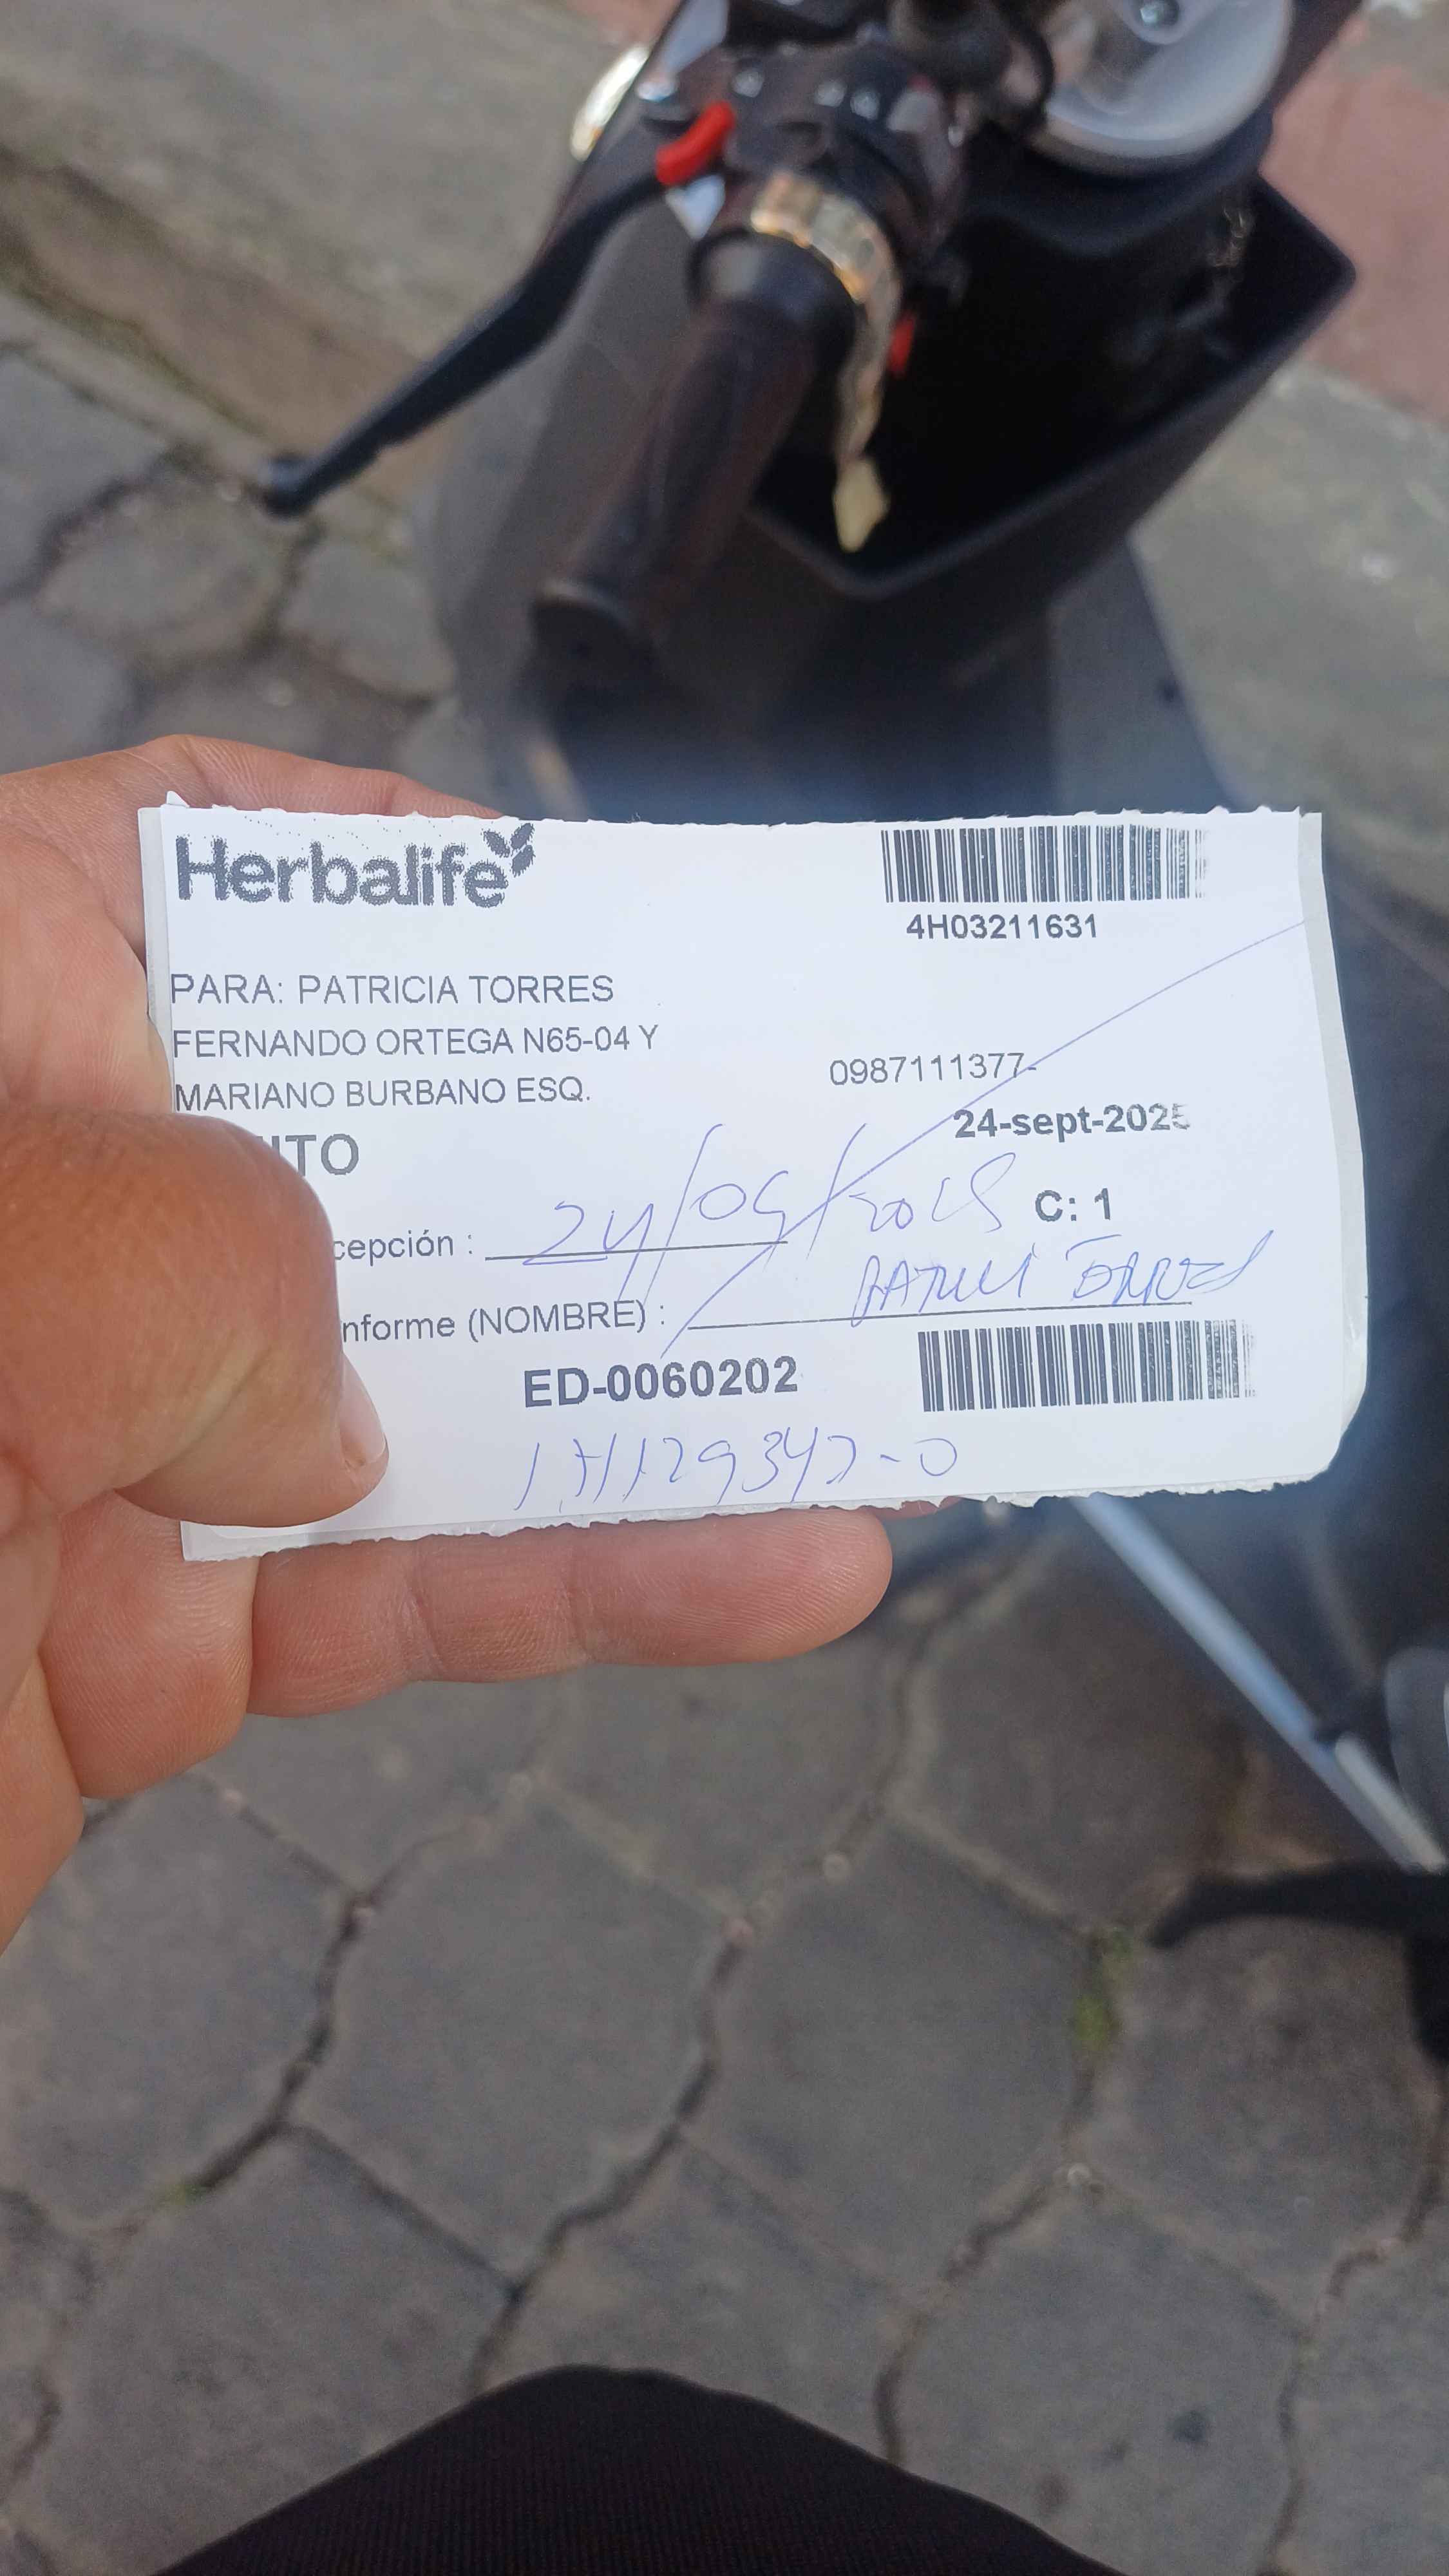 Herbalife
4H03211631
PARA: PATRICIA TORRES
FERNANDO ORTEGA N65-04 Y
0987111377-
MARIANO BURBANO ESQ.
24-sept-2025
ITO
C: 1
cepción : 24/09/2025
nforme (NOMBRE) : Torres
ED-0060202